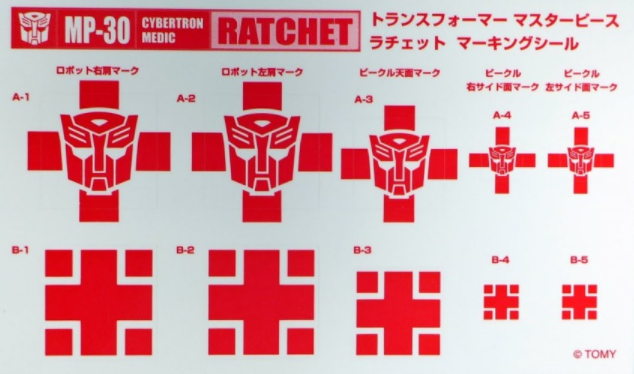 MP-30 CYBERTRON MEDIC RATCHET
トランスフォーマー マスターピース
ラチェット マーキングシール
ロボット右肩マーク
ロボット左肩マーク
ビークル天面マーク
ビークル
右サイド面マーク
ビークル
左サイド面マーク
A-1
A-2
A-3
A-4
A-5
B-1
B-2
B-3
B-4
B-5
© TOMY